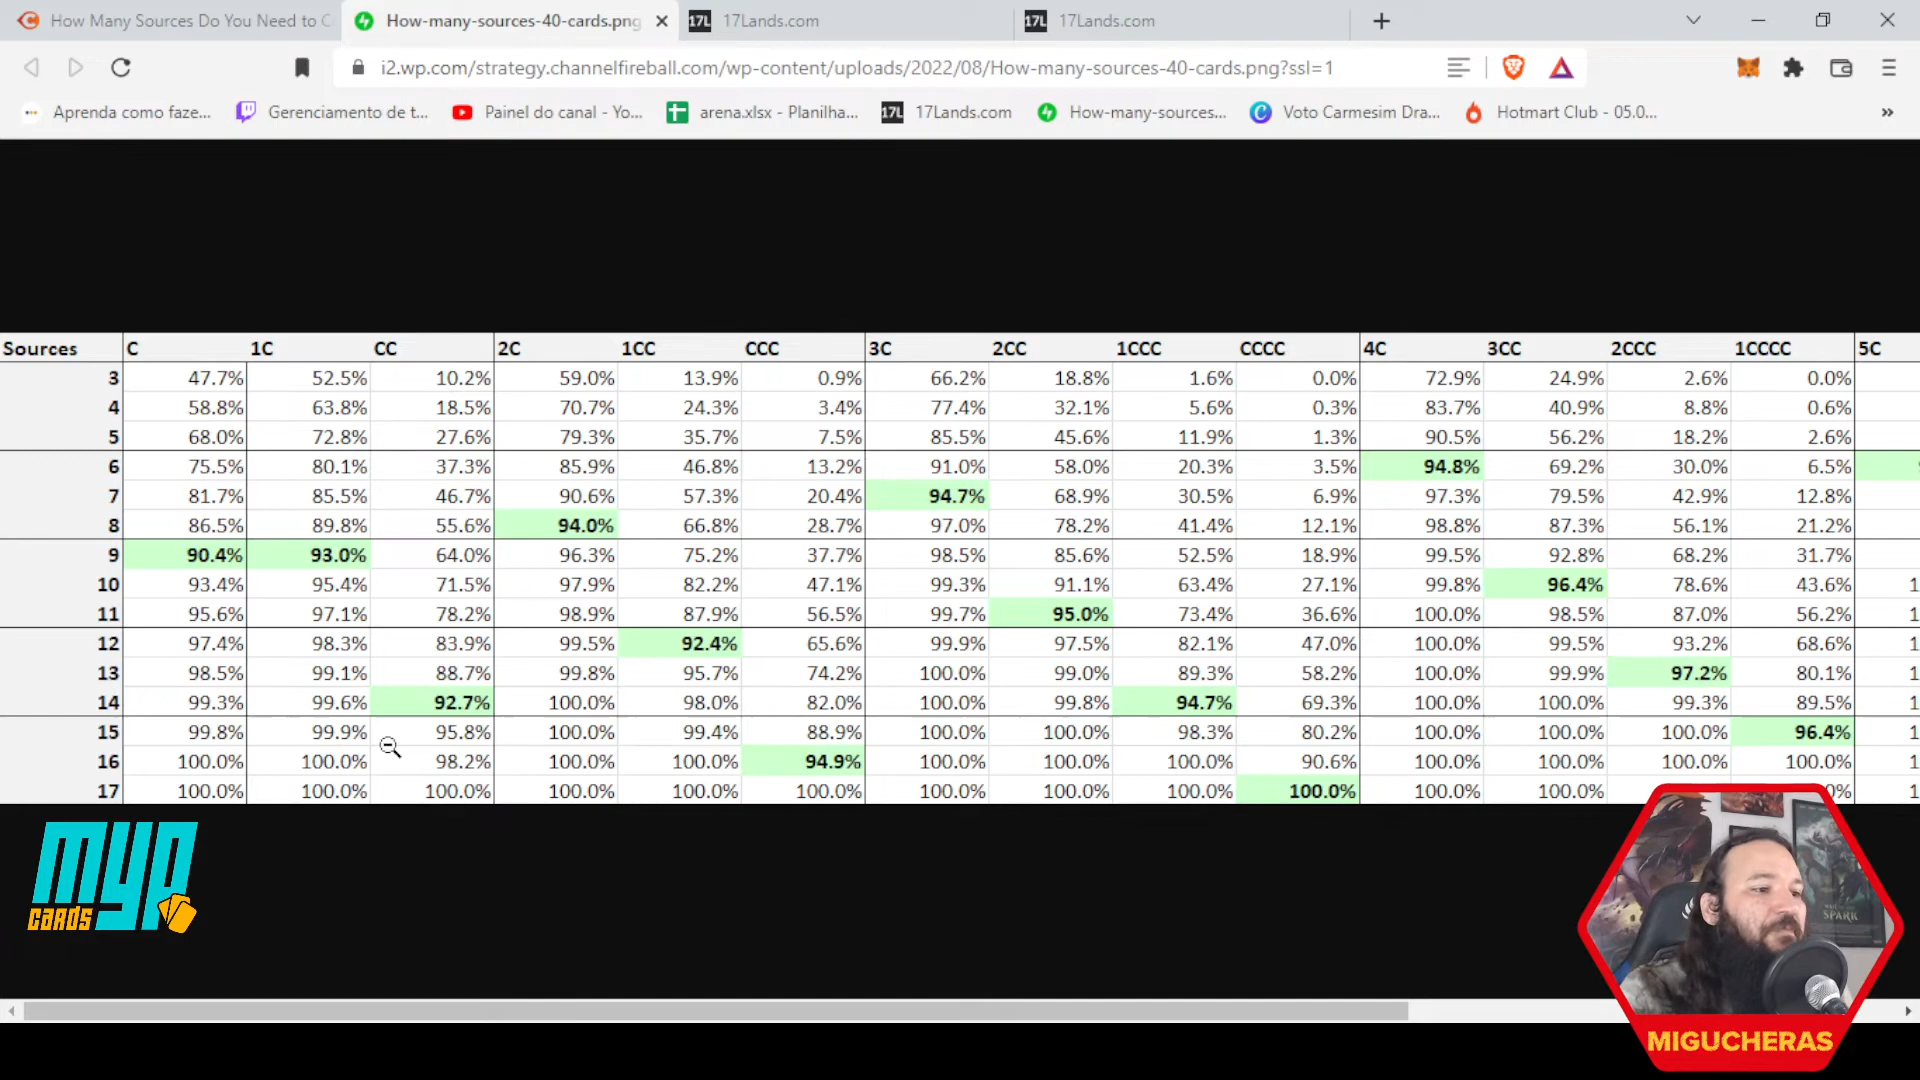 How Many Sources Do You Need to C
How-many-sources-40-cards.png
17L 17Lands.com
17L 17Lands.com
i2.wp.com/strategy.channelfireball.com/wp-content/uploads/2022/08/How-many-sources-40-cards.png?ssl=1
Aprenda como faze... Gerenciamento de t... Painel do canal - Yo... arena.xlsx - Planilha... 17L 17Lands.com How-many-sources... Voto Carmesim Dra... Hotmart Club - 05.0... »
Sources C 1C CC 2C 1CC CCC 3C 2CC 1CCC CCCC 4C 3CC 2CCC 1CCCC 5C
3 47.7% 52.5% 10.2% 59.0% 13.9% 0.9% 66.2% 18.8% 1.6% 0.0% 72.9% 24.9% 2.6% 0.0%
4 58.8% 63.8% 18.5% 70.7% 24.3% 3.4% 77.4% 32.1% 5.6% 0.3% 83.7% 40.9% 8.8% 0.6%
5 68.0% 72.8% 27.6% 79.3% 35.7% 7.5% 85.5% 45.6% 11.9% 1.3% 90.5% 56.2% 18.2% 2.6%
6 75.5% 80.1% 37.3% 85.9% 46.8% 13.2% 91.0% 58.0% 20.3% 3.5% 94.8% 69.2% 30.0% 6.5%
7 81.7% 85.5% 46.7% 90.6% 57.3% 20.4% 94.7% 68.9% 30.5% 6.9% 97.3% 79.5% 42.9% 12.8%
8 86.5% 89.8% 55.6% 94.0% 66.8% 28.7% 97.0% 78.2% 41.4% 12.1% 98.8% 87.3% 56.1% 21.2%
9 90.4% 93.0% 64.0% 96.3% 75.2% 37.7% 98.5% 85.6% 52.5% 18.9% 99.5% 92.8% 68.2% 31.7%
10 93.4% 95.4% 71.5% 97.9% 82.2% 47.1% 99.3% 91.1% 63.4% 27.1% 99.8% 96.4% 78.6% 43.6% 1
11 95.6% 97.1% 78.2% 98.9% 87.9% 56.5% 99.7% 95.0% 73.4% 36.6% 100.0% 98.5% 87.0% 56.2% 1
12 97.4% 98.3% 83.9% 99.5% 92.4% 65.6% 99.9% 97.5% 82.1% 47.0% 100.0% 99.5% 93.2% 68.6% 1
13 98.5% 99.1% 88.7% 99.8% 95.7% 74.2% 100.0% 99.0% 89.3% 58.2% 100.0% 99.9% 97.2% 80.1% 1
14 99.3% 99.6% 92.7% 100.0% 98.0% 82.0% 100.0% 99.8% 94.7% 69.3% 100.0% 100.0% 99.3% 89.5% 1
15 99.8% 99.9% 95.8% 100.0% 99.4% 88.9% 100.0% 100.0% 98.3% 80.2% 100.0% 100.0% 100.0% 96.4% 1
16 100.0% 100.0% 98.2% 100.0% 100.0% 94.9% 100.0% 100.0% 100.0% 90.6% 100.0% 100.0% 100.0% 100.0% 1
17 100.0% 100.0% 100.0% 100.0% 100.0% 100.0% 100.0% 100.0% 100.0% 100.0% 100.0% 100.0%
myp
cards
SPARK
MIGUCHERAS